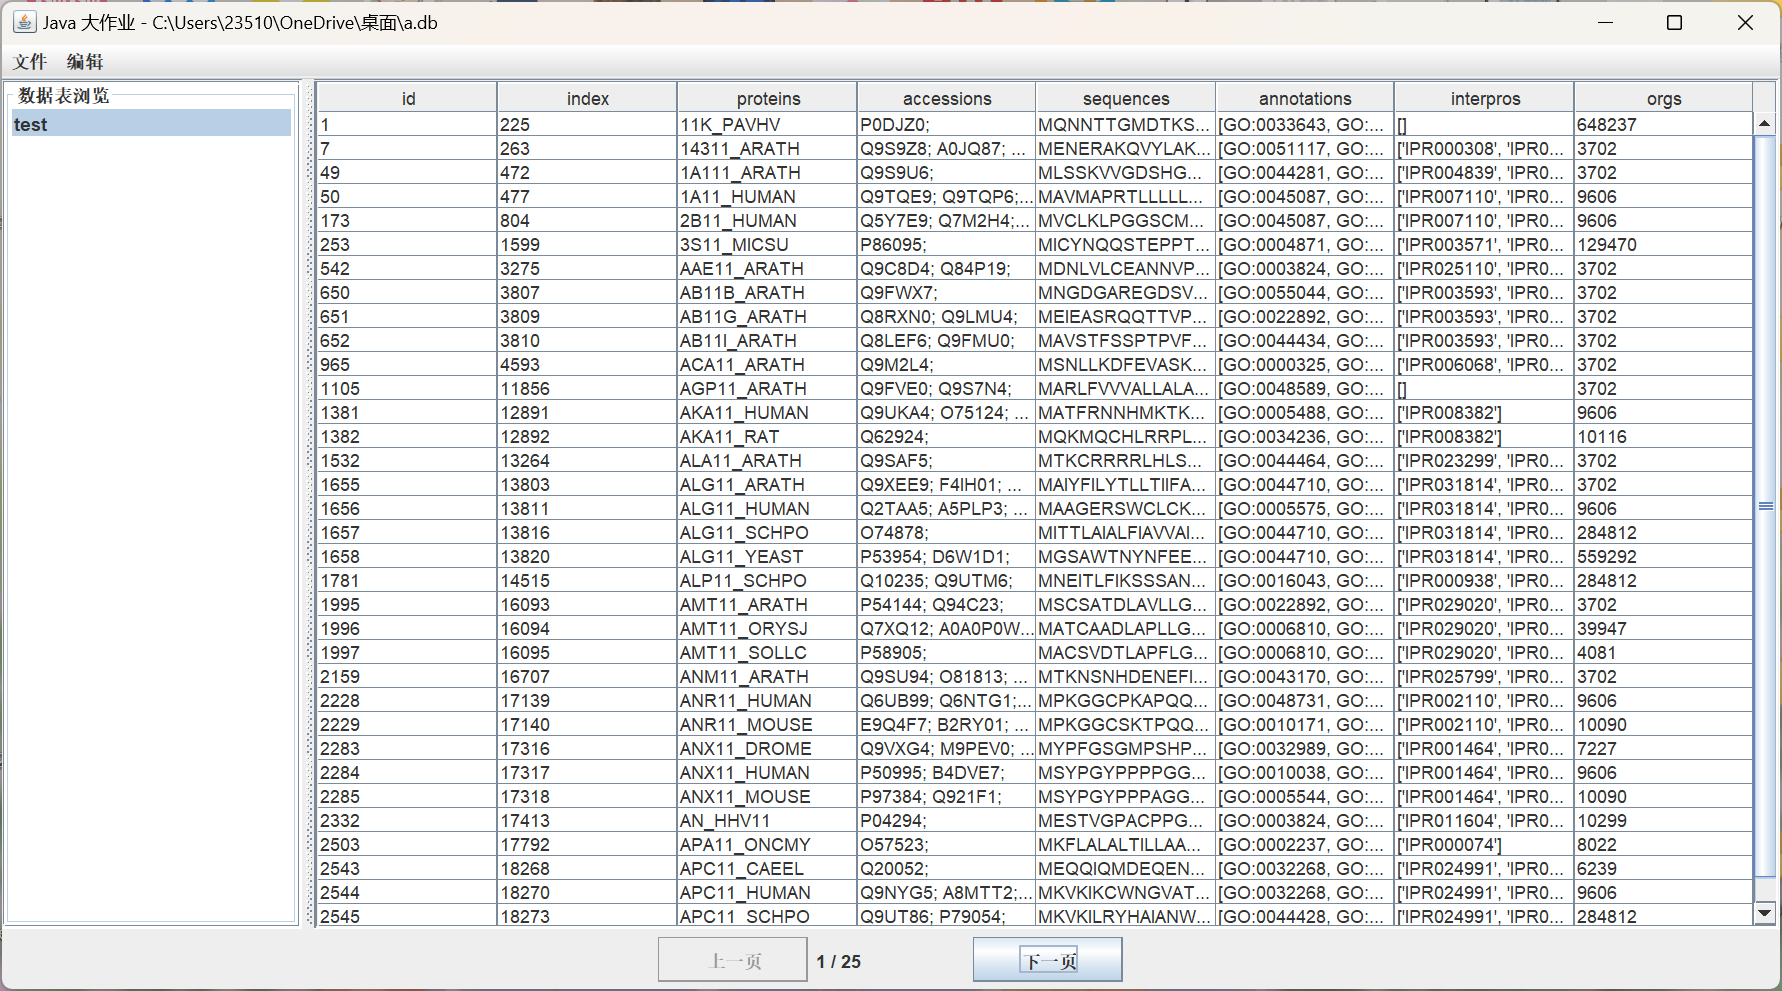 Java 大作业 - C:\Users\23510\OneDrive\桌面\a.db
文件 编辑
数据表浏览
test
id index proteins accessions sequences annotations interpros orgs
1 225 11K_PAVHV P0DJZ0; MQNNTTGMDTKS... [GO:0033643, GO:... [] 648237
7 263 14311_ARATH Q9S9Z8; A0JQ87; ... MENERAKQVYLAK... [GO:0051117, GO:... ['IPR000308', 'IPR0... 3702
49 472 1A111_ARATH Q9S9U6; MLSSKVVGDSHG... [GO:0044281, GO:... ['IPR004839', 'IPR0... 3702
50 477 1A11_HUMAN Q9TQE9; Q9TQP6;... MAVMAPRTLLLLL... [GO:0045087, GO:... ['IPR007110', 'IPR0... 9606
173 804 2B11_HUMAN Q5Y7E9; Q7M2H4;... MVCLKLPGGSCM... [GO:0045087, GO:... ['IPR007110', 'IPR0... 9606
253 1599 3S11_MICSU P86095; MICYNQQSTEPPT... [GO:0004871, GO:... ['IPR003571', 'IPR0... 129470
542 3275 AAE11_ARATH Q9C8D4; Q84P19; MDNLVLCEANNVP... [GO:0003824, GO:... ['IPR025110', 'IPR0... 3702
650 3807 AB11B_ARATH Q9FWX7; MNGDGAREGDSV... [GO:0055044, GO:... ['IPR003593', 'IPR0... 3702
651 3809 AB11G_ARATH Q8RXN0; Q9LMU4; MEIEASRQQTTVP... [GO:0022892, GO:... ['IPR003593', 'IPR0... 3702
652 3810 AB11I_ARATH Q8LEF6; Q9FMU0; MAVSTFSSPTPVF... [GO:0044434, GO:... ['IPR003593', 'IPR0... 3702
965 4593 ACA11_ARATH Q9M2L4; MSNLLKDFEVASK... [GO:0000325, GO:... ['IPR006068', 'IPR0... 3702
1105 11856 AGP11_ARATH Q9FVE0; Q9S7N4; MARLFVVVALLALA... [GO:0048589, GO:... [] 3702
1381 12891 AKA11_HUMAN Q9UKA4; O75124; ... MATFRNNHMKTK... [GO:0005488, GO:... ['IPR008382'] 9606
1382 12892 AKA11_RAT Q62924; MQKMQCHLRRPL... [GO:0034236, GO:... ['IPR008382'] 10116
1532 13264 ALA11_ARATH Q9SAF5; MTKCRRRRLHLS... [GO:0044464, GO:... ['IPR023299', 'IPR0... 3702
1655 13803 ALG11_ARATH Q9XEE9; F4IH01; ... MAIYFILYTLLTIIFA... [GO:0044710, GO:... ['IPR031814', 'IPR0... 3702
1656 13811 ALG11_HUMAN Q2TAA5; A5PLP3; ... MAAGERSWCLCK... [GO:0005575, GO:... ['IPR031814', 'IPR0... 9606
1657 13816 ALG11_SCHPO O74878; MITTLAIALFIAVVAI... [GO:0044710, GO:... ['IPR031814', 'IPR0... 284812
1658 13820 ALG11_YEAST P53954; D6W1D1; MGSAWTNYNFEE... [GO:0044710, GO:... ['IPR031814', 'IPR0... 559292
1781 14515 ALP11_SCHPO Q10235; Q9UTM6; MNEITLFIKSSSAN... [GO:0016043, GO:... ['IPR000938', 'IPR0... 284812
1995 16093 AMT11_ARATH P54144; Q94C23; MSCSATDLAVLLG... [GO:0022892, GO:... ['IPR029020', 'IPR0... 3702
1996 16094 AMT11_ORYSJ Q7XQ12; A0A0P0W... MATCAADLAPLLG... [GO:0006810, GO:... ['IPR029020', 'IPR0... 39947
1997 16095 AMT11_SOLLC P58905; MACSVDTLAPFLG... [GO:0006810, GO:... ['IPR029020', 'IPR0... 4081
2159 16707 ANM11_ARATH Q9SU94; O81813; ... MTKNSNHDENEFI... [GO:0043170, GO:... ['IPR025799', 'IPR0... 3702
2228 17139 ANR11_HUMAN Q6UB99; Q6NTG1;... MPKGGCPKAPQQ... [GO:0048731, GO:... ['IPR002110', 'IPR0... 9606
2229 17140 ANR11_MOUSE E9Q4F7; B2RY01; ... MPKGGCSKTPQQ... [GO:0010171, GO:... ['IPR002110', 'IPR0... 10090
2283 17316 ANX11_DROME Q9VXG4; M9PEV0; ... MYPFGSGMPSHP... [GO:0032989, GO:... ['IPR001464', 'IPR0... 7227
2284 17317 ANX11_HUMAN P50995; B4DVE7; MSYPGYPPPPGG... [GO:0010038, GO:... ['IPR001464', 'IPR0... 9606
2285 17318 ANX11_MOUSE P97384; Q921F1; MSYPGYPPPAGG... [GO:0005544, GO:... ['IPR001464', 'IPR0... 10090
2332 17413 AN_HHV11 P04294; MESTVGPACPPG... [GO:0003824, GO:... ['IPR011604', 'IPR0... 10299
2503 17792 APA11_ONCMY O57523; MKFLALALTILLAA... [GO:0002237, GO:... ['IPR000074'] 8022
2543 18268 APC11_CAEEL Q20052; MEQQIQMDEQEN... [GO:0032268, GO:... ['IPR024991', 'IPR0... 6239
2544 18270 APC11_HUMAN Q9NYG5; A8MTT2;... MKVKIKCWNGVAT... [GO:0032268, GO:... ['IPR024991', 'IPR0... 9606
2545 18273 APC11_SCHPO Q9UT86; P79054; MKVKILRYHAIANW... [GO:0044428, GO:... ['IPR024991', 'IPR0... 284812
上一页 1 / 25 下一页